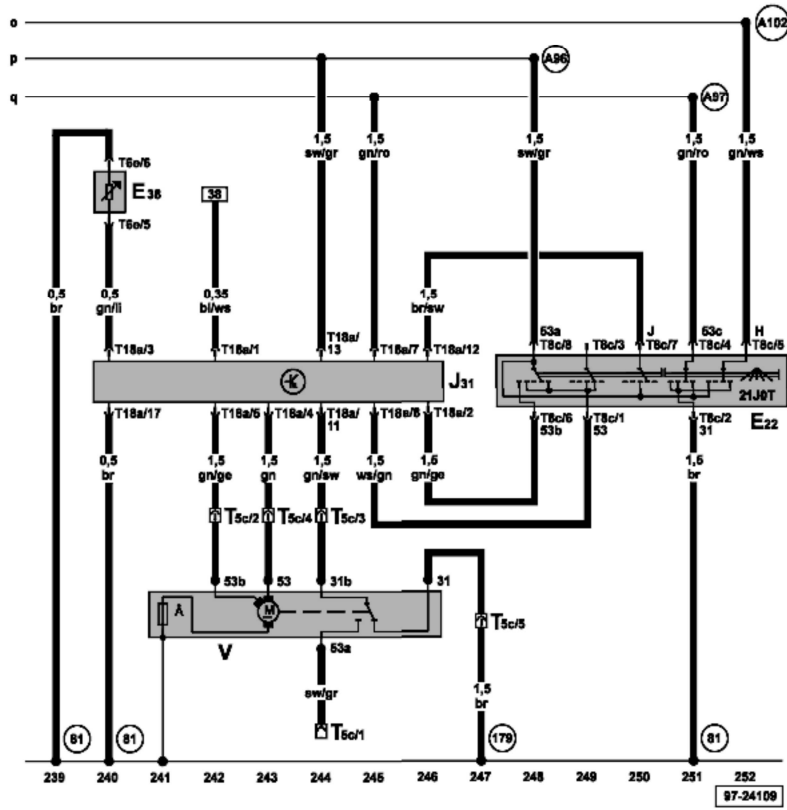 o
A102
p
A96
q
A97
1,5
sw/gr
1,5
gn/ro
1,5
sw/gr
1,5
gn/ro
1,5
gn/ws
T6e/6
E38
38
T6e/5
0,5
br
0,5
gn/li
0,35
bl/ws
1,5
br/sw
53a
J
53c
H
T8c/8
T8c/3
T8c/7
T8c/4
T8c/5
T18a/3
T18a/1
T18a/
13
T18a/7
T18a/12
k
J31
21J0T
E22
T18a/17
T18a/5
T18a/4
T18a/
11
T18a/8
T18a/2
T8c/6
53b
T8c/1
53
T8c/2
31
0,5
br
1,5
gn/ge
1,5
gn
1,5
gn/sw
1,5
ws/gn
1,5
gn/ge
1,5
br
T5c/2
T5c/4
T5c/3
53b
53
31b
31
A
M
T5c/5
V
53a
sw/gr
1,5
br
T5c/1
81
81
179
81
239
240
241
242
243
244
245
246
247
248
249
250
251
252
97-24109